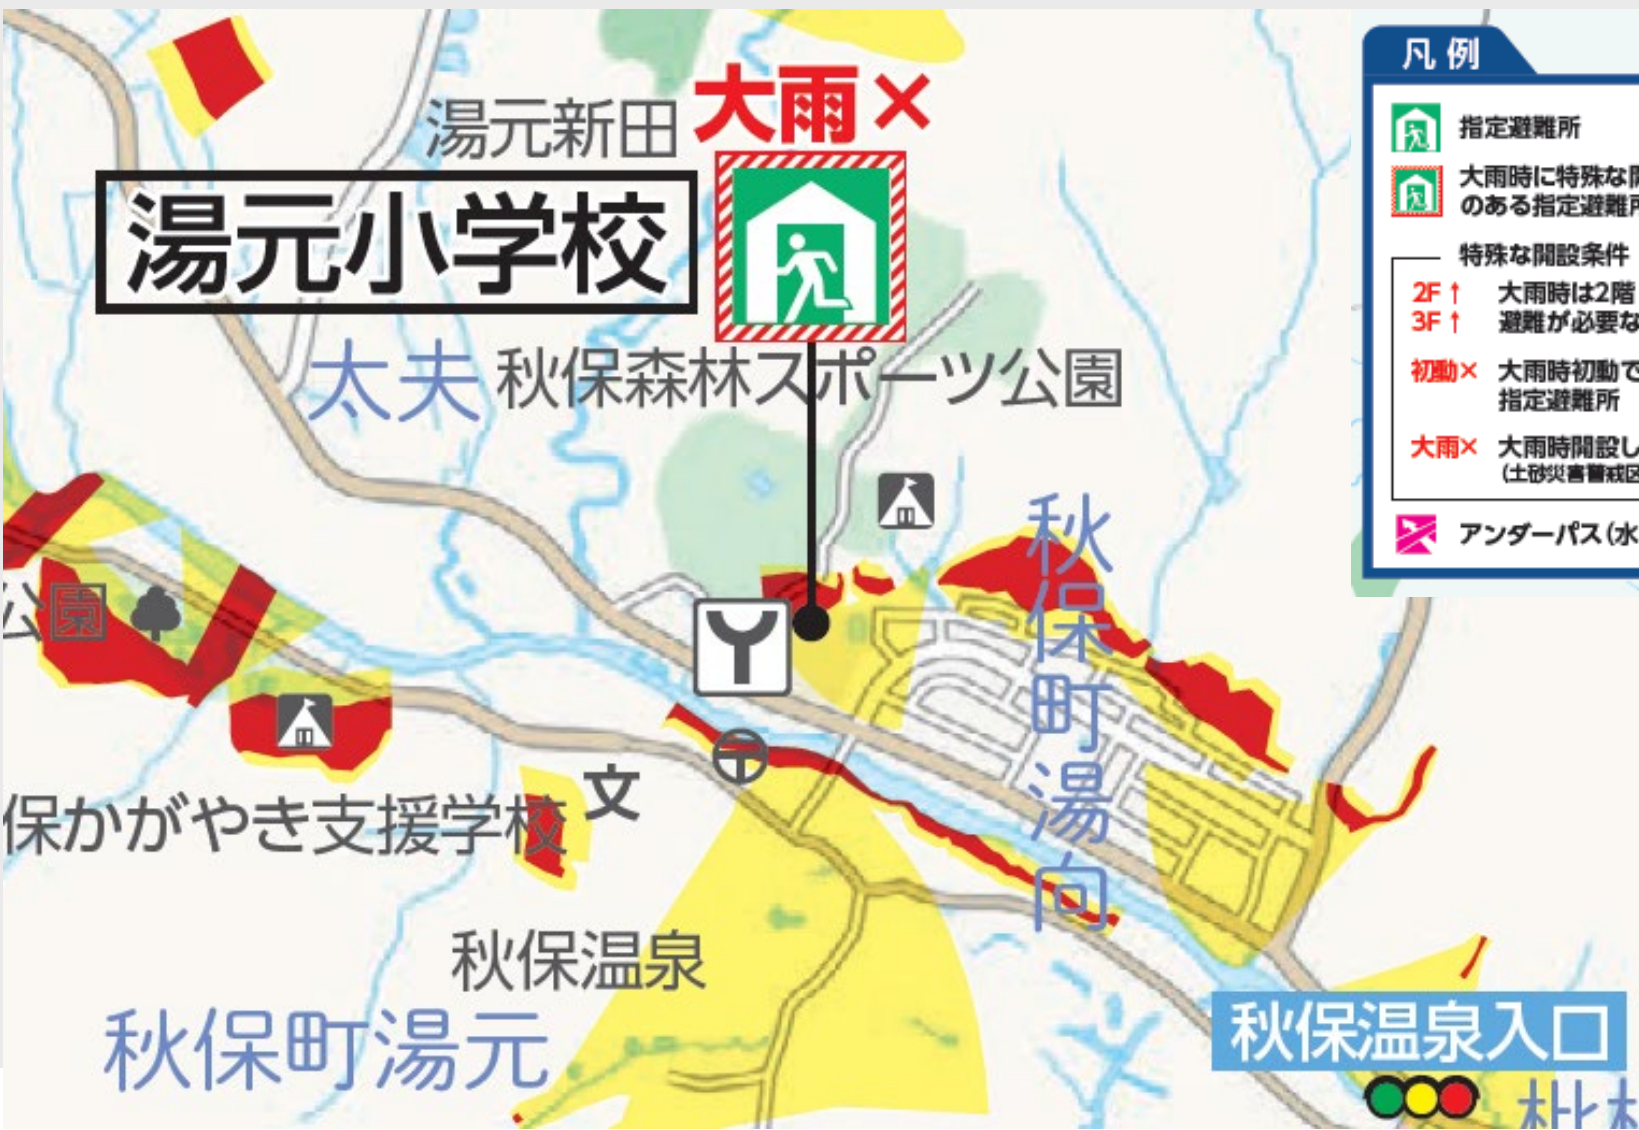 大雨×
湯元新田
湯元小学校
太夫
秋保森林スポーツ公園
秋保町湯向
公園
文
保かがやき支援学校
秋保温泉
秋保町湯元
秋保温泉入口
凡例
指定避難所
大雨時に特殊な
のある指定避難
特殊な開設条件
2F↑ 大雨時は2階
3F↑ 避難が必要な
初動× 大雨時初動で
指定避難所
大雨× 大雨時開設し
(土砂災害警戒区
アンダーパス(水